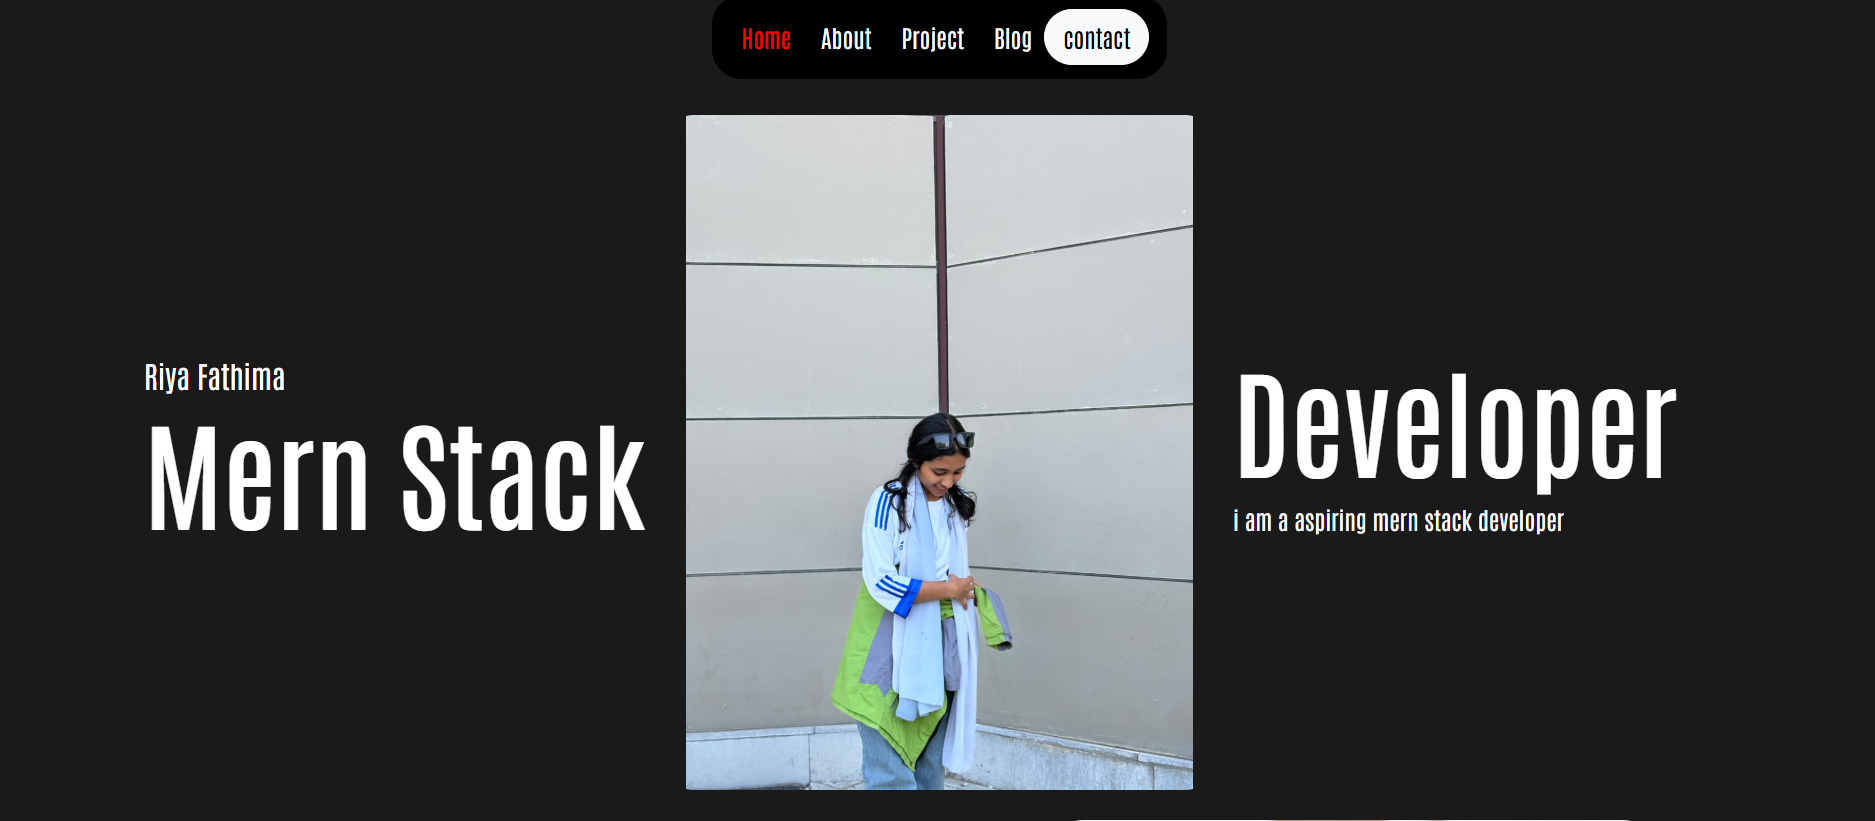 Home About Project Blog contact
Riya Fathima
Mern Stack
Developer
i am a aspiring mern stack developer